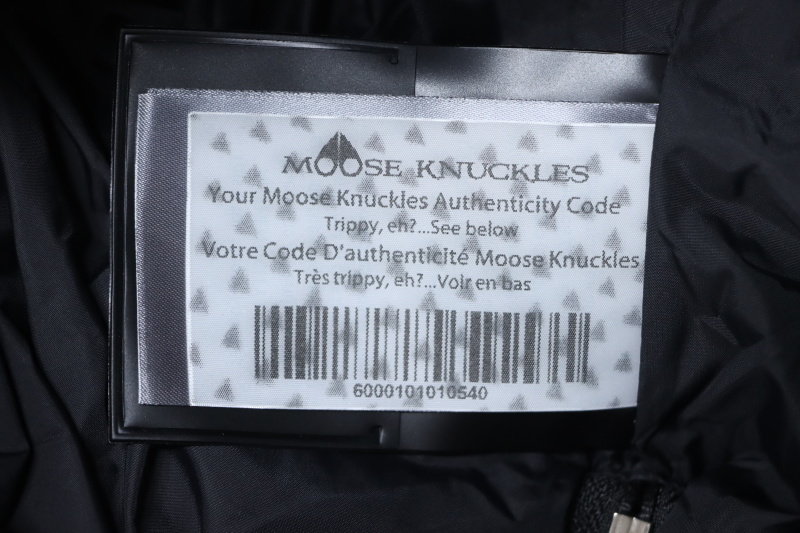 MOOSE KNUCKLES
Your Moose Knuckles Authenticity Code
Trippy, eh?...See below
Votre Code D'authenticité Moose Knuckles
Très trippy, eh?...Voir en bas
6000101010540